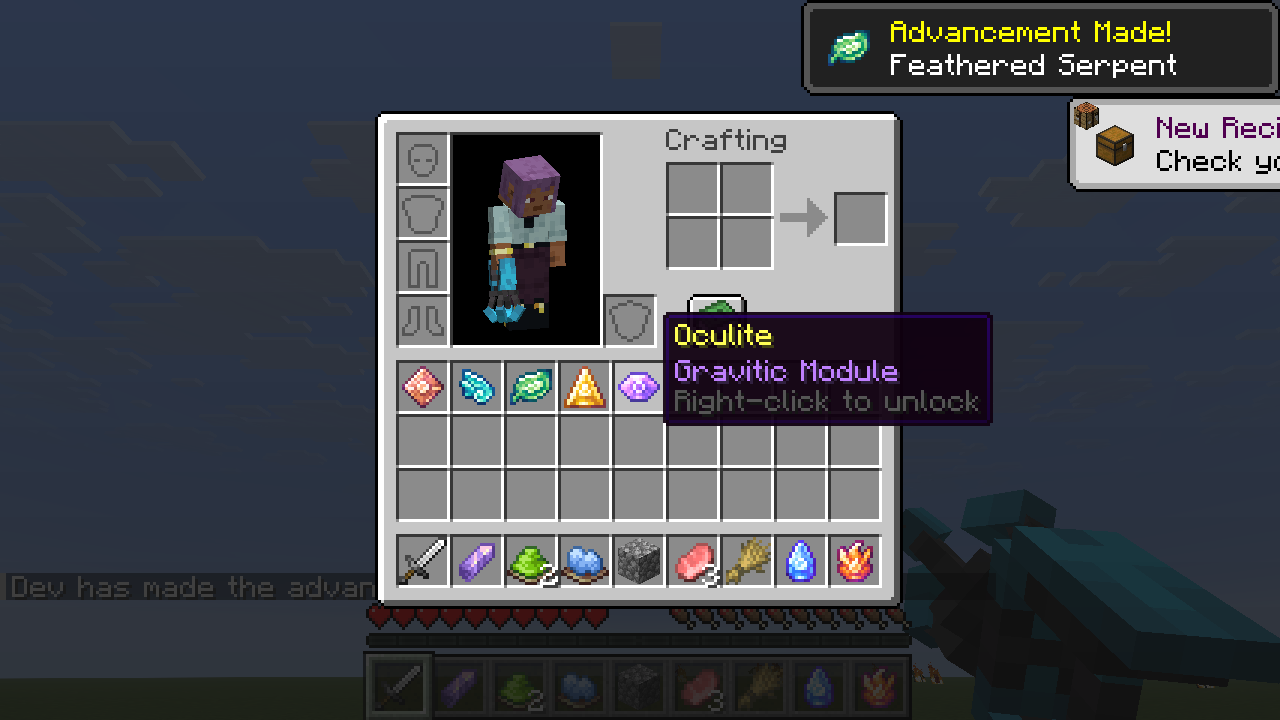 Advancement Made!
Feathered Serpent
New Reci
Check yo
Crafting
Oculite
Gravitic Module
Right-click to unlock
2
3
Dev has made the advan
2
3